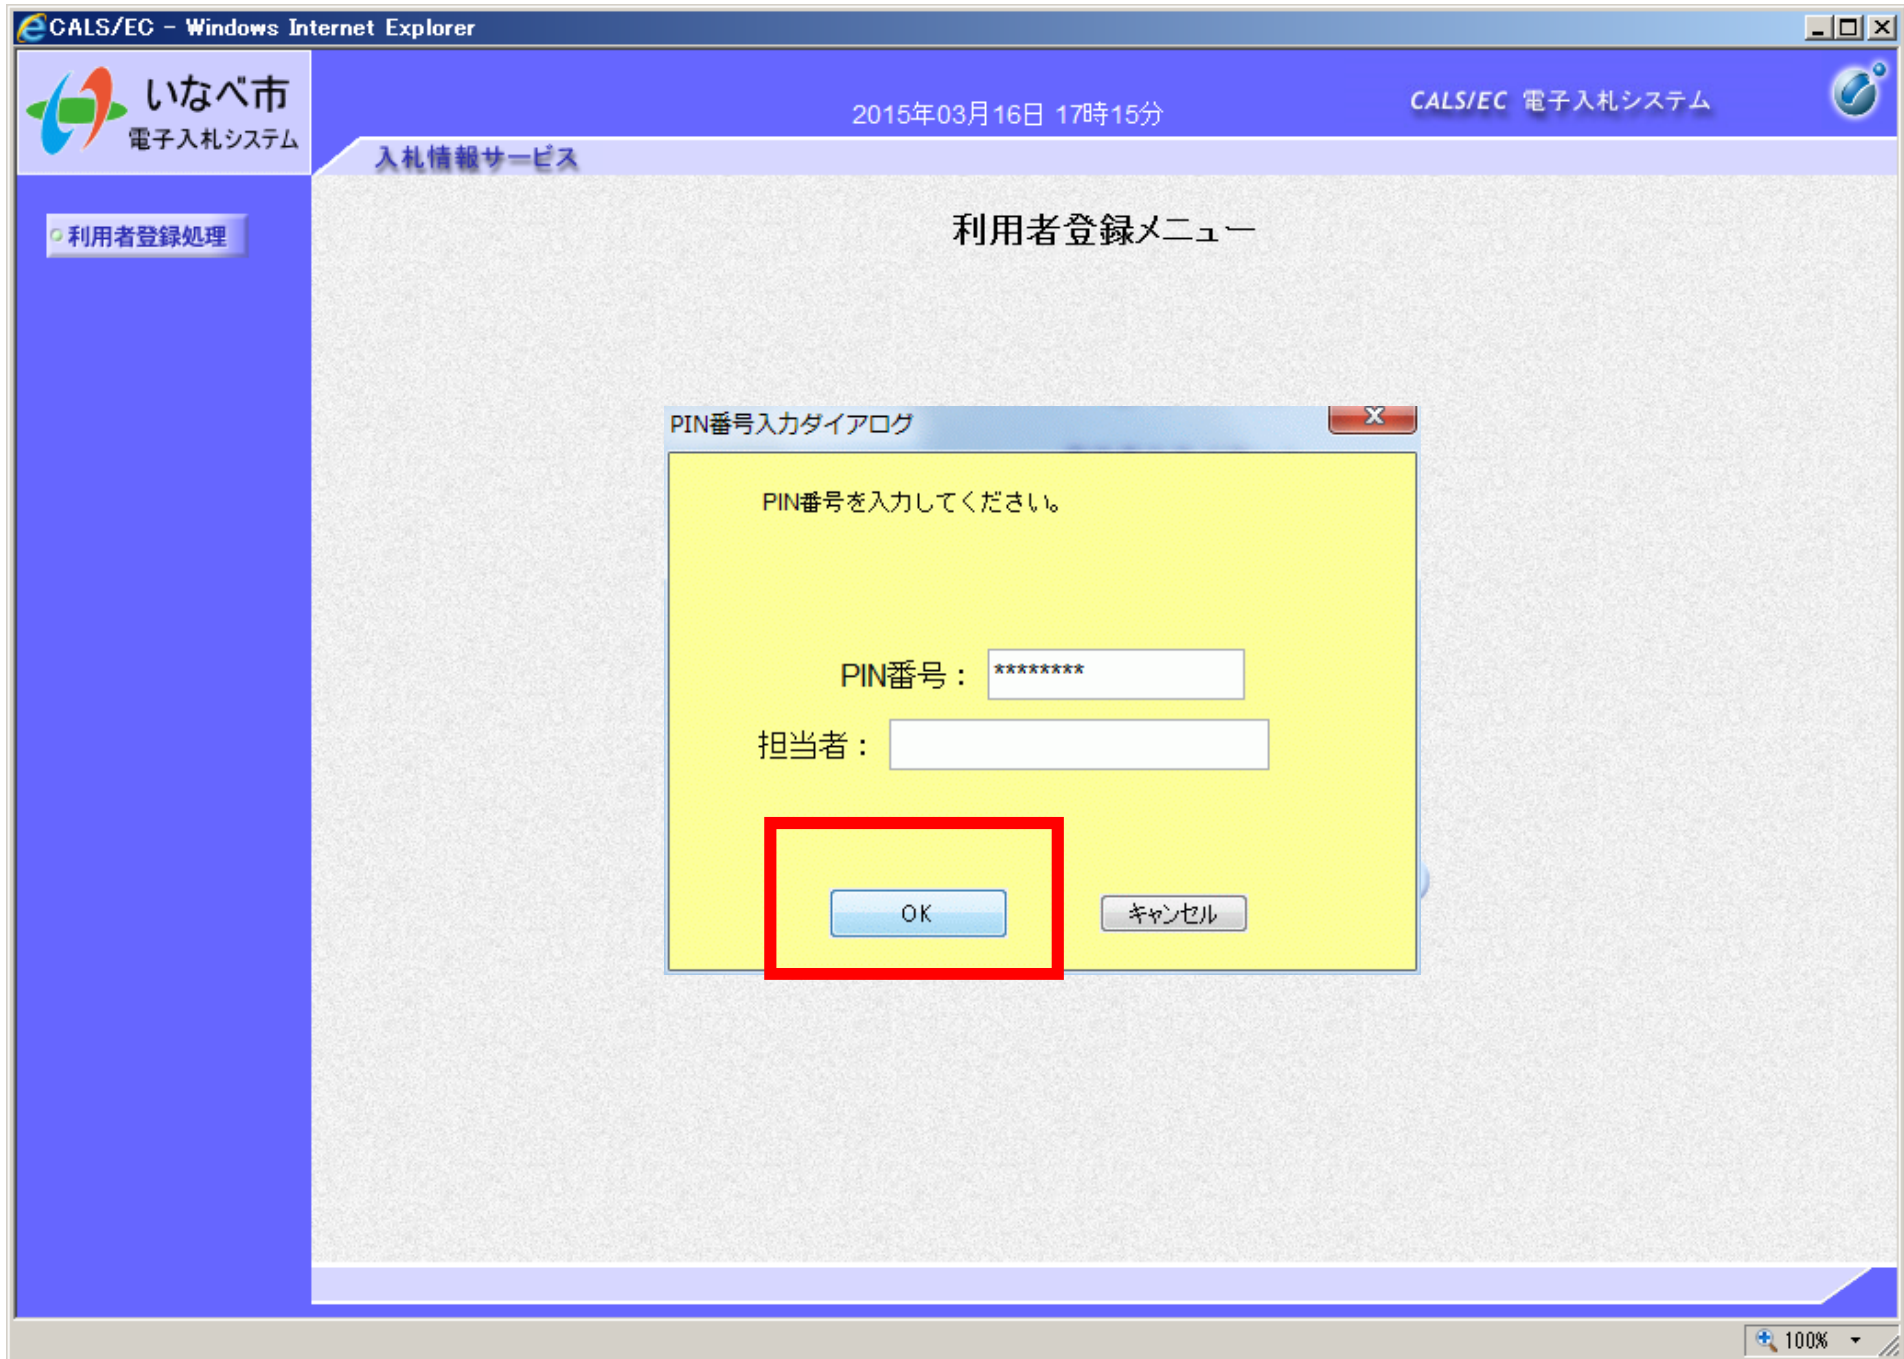 CALS/EC - Windows Internet Explorer
いなべ市
電子入札システム
2015年03月16日 17時15分
CALS/EC 電子入札システム
入札情報サービス
利用者登録処理
利用者登録メニュー
PIN番号入力ダイアログ
PIN番号を入力してください。
PIN番号： ********
担当者：
OK
キャンセル
100%